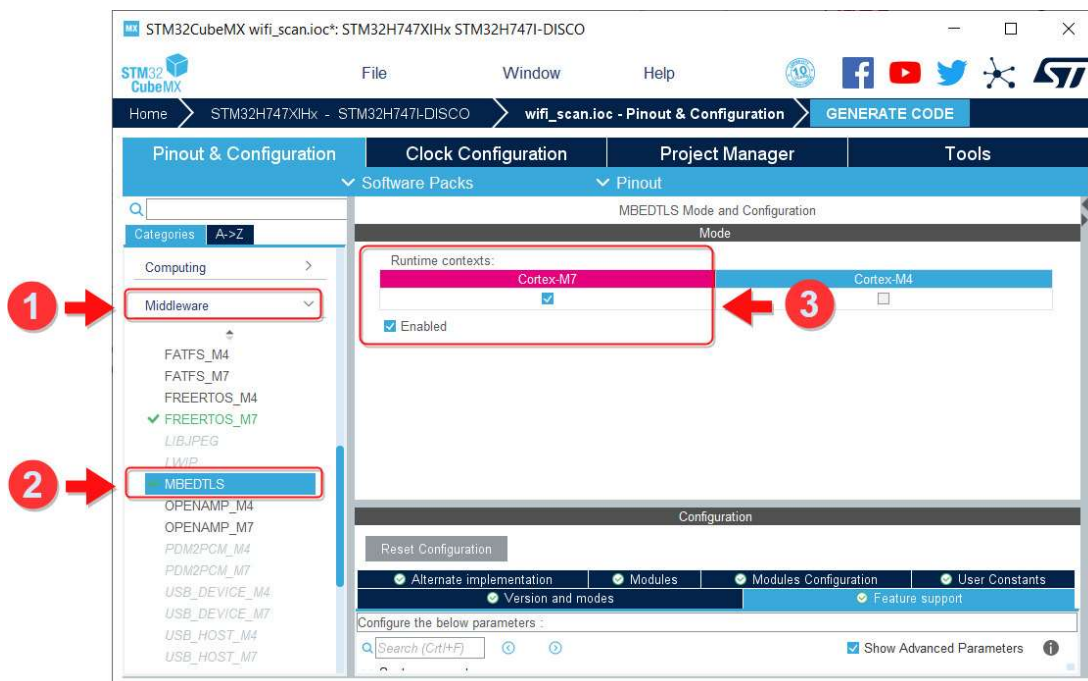 MX STM32CubeMX wifi_scan.ioc*: STM32H747XIHx STM32H747I-DISCO
STM32
CubeMX
File Window Help
10
Home STM32H747XIHx - STM32H747I-DISCO wifi_scan.ioc - Pinout & Configuration GENERATE CODE
Pinout & Configuration Clock Configuration Project Manager Tools
Software Packs Pinout
MBEDTLS Mode and Configuration
Categories A->Z
Mode
Computing
Runtime contexts:
Cortex-M7 Cortex-M4
1
Middleware
3
Enabled
FATFS_M4
FATFS_M7
FREERTOS_M4
FREERTOS_M7
LIBJPEG
LWIP
2
MBEDTLS
OPENAMP_M4
OPENAMP_M7
PDM2PCM_M4
PDM2PCM_M7
USB_DEVICE_M4
USB_DEVICE_M7
USB_HOST_M4
USB_HOST_M7
Configuration
Reset Configuration
Alternate implementation Modules Modules Configuration User Constants
Version and modes Feature support
Configure the below parameters :
Search (Crtl+F) Show Advanced Parameters